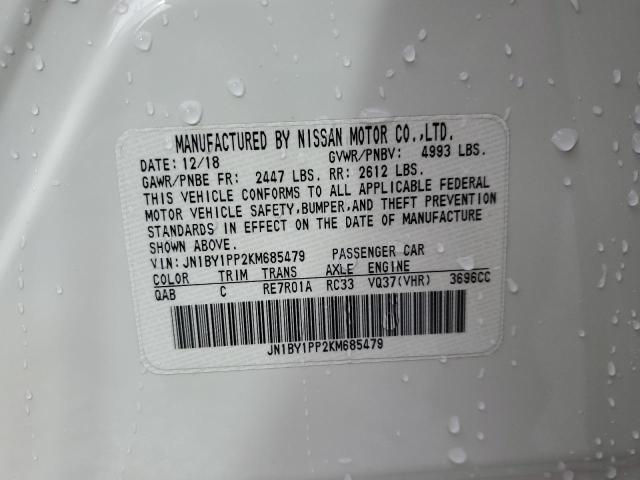 MANUFACTURED BY NISSAN MOTOR CO.,LTD.
DATE: 12/18 GVWR/PNBV: 4993 LBS.
GAWR/PNBE FR: 2447 LBS. RR: 2612 LBS.
THIS VEHICLE CONFORMS TO ALL APPLICABLE FEDERAL
MOTOR VEHICLE SAFETY,BUMPER,AND THEFT PREVENTION
STANDARDS IN EFFECT ON THE DATE OF MANUFACTURE
SHOWN ABOVE.
VIN: JN1BY1PP2KM685479 PASSENGER CAR
COLOR TRIM TRANS AXLE ENGINE
QAB C RE7R01A RC33 VQ37(VHR) 3696CC
JN1BY1PP2KM685479